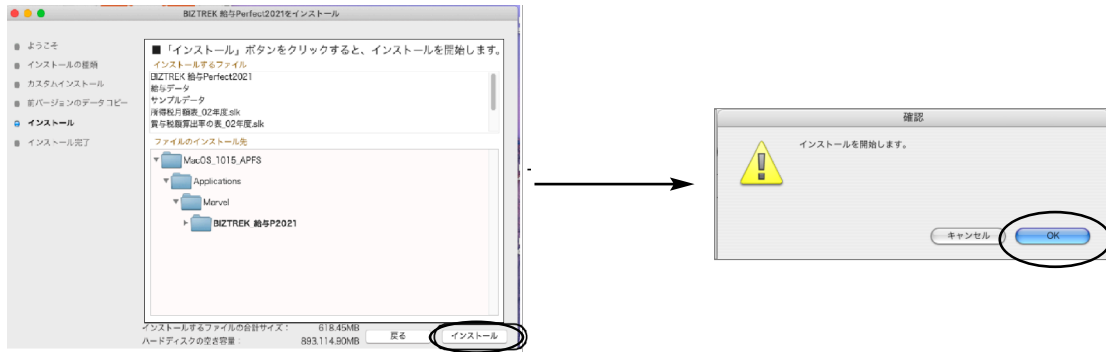 BIZTREK 給与Perfect2021をインストール
ようこそ
インストールの種類
カスタムインストール
前バージョンのデータコピー
インストール
インストール完了
■「インストール」ボタンをクリックすると、インストールを開始します。
インストールするファイル
BIZTREK 給与Perfect2021
給与データ
サンプルデータ
所得税月額表_02年度.slk
賞与税額算出率の表_02年度.slk
ファイルのインストール先
MacOS_1015_APFS
Applications
Marvel
BIZTREK 給与P2021
インストールするファイルの合計サイズ： 618.45MB
ハードディスクの空き容量： 893,114.90MB
戻る
インストール
確認
インストールを開始します。
キャンセル
OK